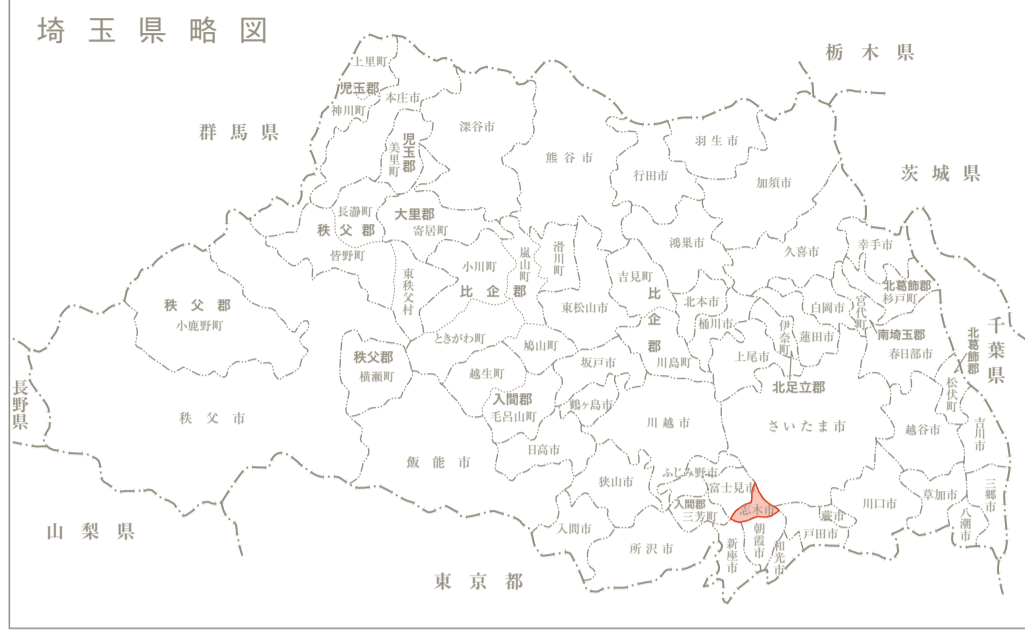 埼玉県略図
栃木県
上里町
児玉郡
神川町
本庄市
群馬県
深谷市
児玉郡
美里町
熊谷市
羽生市
行田市
加須市
茨城県
長瀞町
秩父郡
皆野町
大里郡
寄居町
東秩父村
小川町
嵐山町
滑川町
比企郡
吉見町
鴻巣市
久喜市
幸手市
北葛飾郡
杉戸町
宮代町
白岡市
秩父郡
小鹿野町
東松山市
比企郡
北本市
桶川市
伊奈町
蓮田市
南埼玉郡
春日部市
北葛飾郡
千葉県
ときがわ町
鳩山町
川島町
上尾市
北足立郡
秩父郡
横瀬町
越生町
坂戸市
松伏町
長野県
入間郡
毛呂山町
鶴ヶ島市
秩父市
川越市
さいたま市
越谷市
吉川市
飯能市
日高市
狭山市
ふじみ野市
富士見市
入間郡
三芳町
志木市
川口市
草加市
三郷市
八潮市
蕨市
戸田市
山梨県
入間市
所沢市
新座市
朝霞市
和光市
東京都